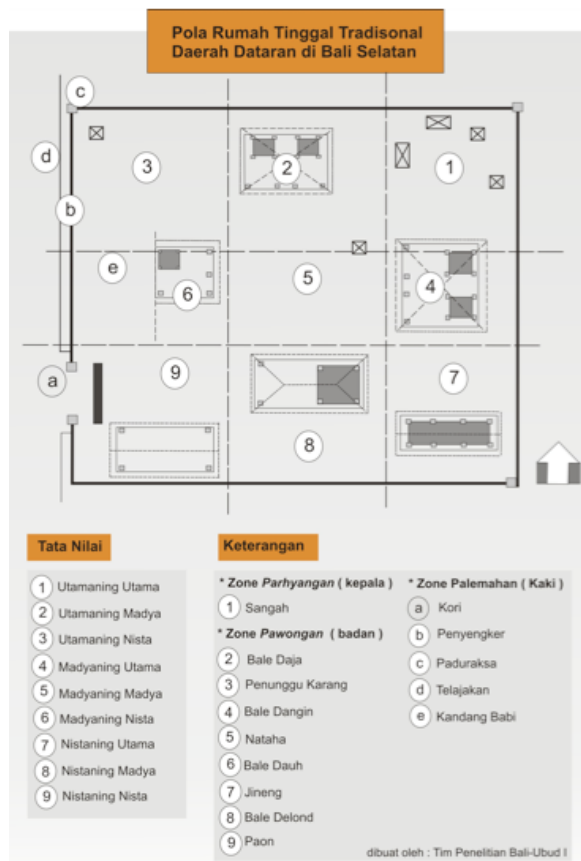 Pola Rumah Tinggal Tradisonal
Daerah Dataran di Bali Selatan
c
d
3
2
1
b
e
6
5
4
a
9
8
7
Tata Nilai
1 Utamaning Utama
2 Utamaning Madya
3 Utamaning Nista
4 Madyaning Utama
5 Madyaning Madya
6 Madyaning Nista
7 Nistaning Utama
8 Nistaning Madya
9 Nistaning Nista
Keterangan
* Zone Parhyangan ( kepala )
1 Sangah
* Zone Pawongan ( badan )
2 Bale Daja
3 Penunggu Karang
4 Bale Dangin
5 Nataha
6 Bale Dauh
7 Jineng
8 Bale Delond
9 Paon
* Zone Palemahan ( Kaki )
a Kori
b Penyengker
c Paduraksa
d Telajakan
e Kandang Babi
dibuat oleh : Tim Penelitian Bali-Ubud I